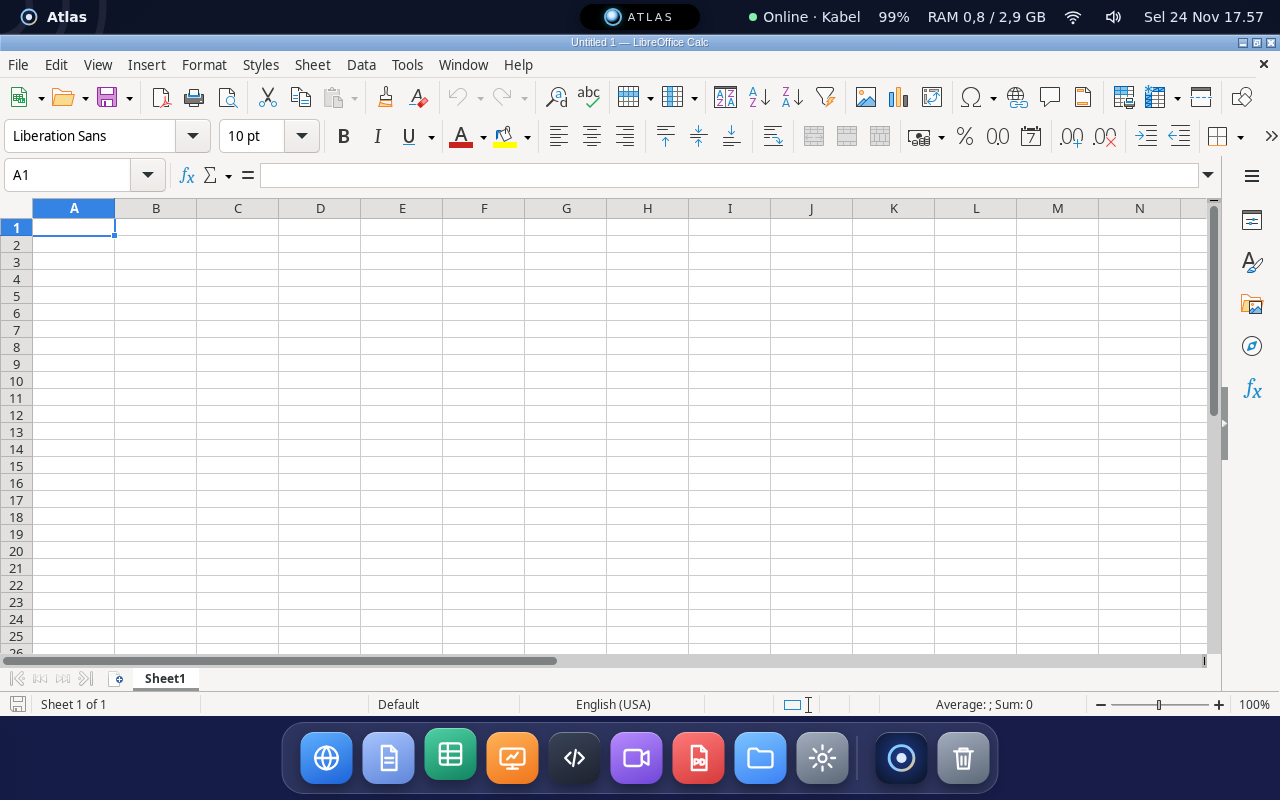 Atlas
ATLAS
Online · Kabel 99% RAM 0,8 / 2,9 GB Sel 24 Nov 17.57
Untitled 1 — LibreOffice Calc
File Edit View Insert Format Styles Sheet Data Tools Window Help
Liberation Sans 10 pt B I U
A1
A B C D E F G H I J K L M N
1
2
3
4
5
6
7
8
9
10
11
12
13
14
15
16
17
18
19
20
21
22
23
24
25
26
Sheet1
Sheet 1 of 1 Default English (USA) Average: ; Sum: 0 100%